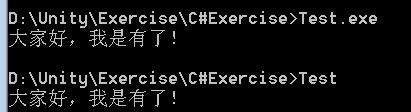 D:\Unity\Exercise\C#Exercise>Test.exe
大家好，我是有了！
D:\Unity\Exercise\C#Exercise>Test
大家好，我是有了！